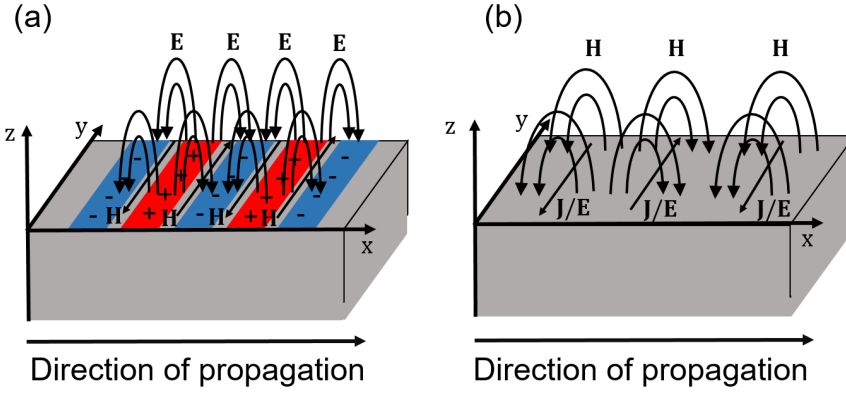 (a)
E E E E
z
y
- + - + -
- + - + -
- + - + -
- H + H - H + H -
x
Direction of propagation
(b)
H H H
z
y
J/E J/E J/E
x
Direction of propagation